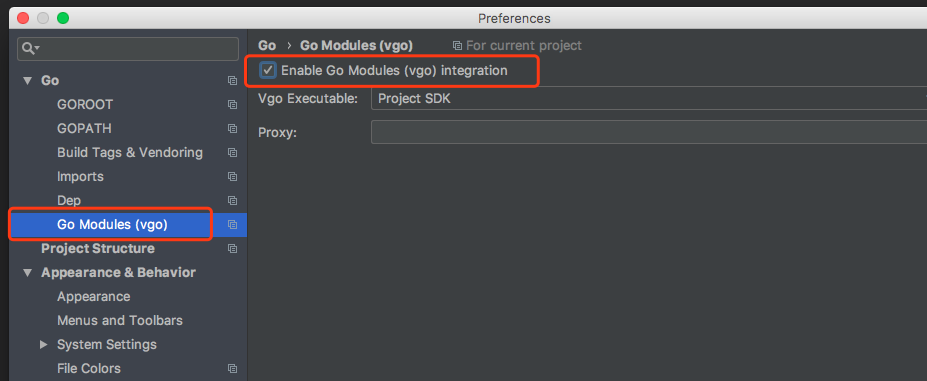 Preferences
Go
GOROOT
GOPATH
Build Tags & Vendoring
Imports
Dep
Go Modules (vgo)
Project Structure
Appearance & Behavior
Appearance
Menus and Toolbars
System Settings
File Colors
Go › Go Modules (vgo) For current project
Enable Go Modules (vgo) integration
Vgo Executable: Project SDK
Proxy: